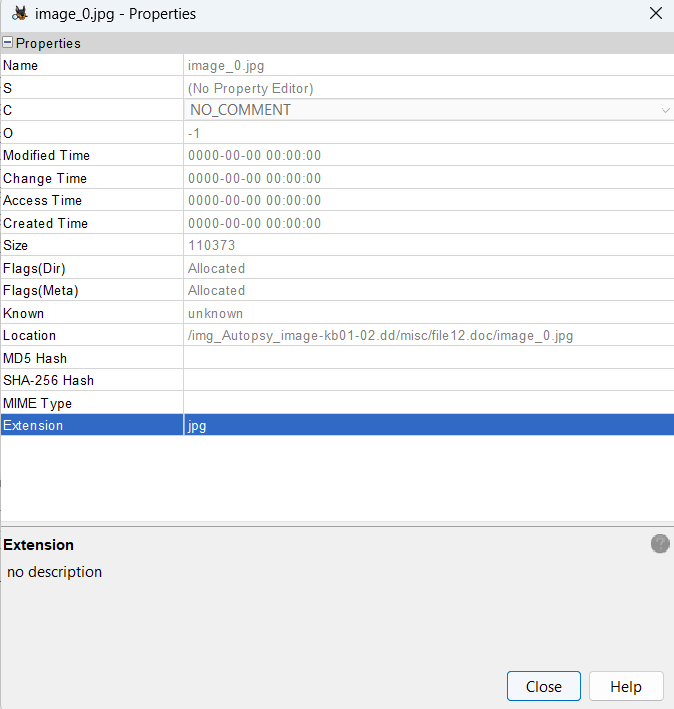 image_0.jpg - Properties
Properties
Name image_0.jpg
S (No Property Editor)
C NO_COMMENT
O -1
Modified Time 0000-00-00 00:00:00
Change Time 0000-00-00 00:00:00
Access Time 0000-00-00 00:00:00
Created Time 0000-00-00 00:00:00
Size 110373
Flags(Dir) Allocated
Flags(Meta) Allocated
Known unknown
Location /img_Autopsy_image-kb01-02.dd/misc/file12.doc/image_0.jpg
MD5 Hash
SHA-256 Hash
MIME Type
Extension jpg
Extension
?
no description
Close Help